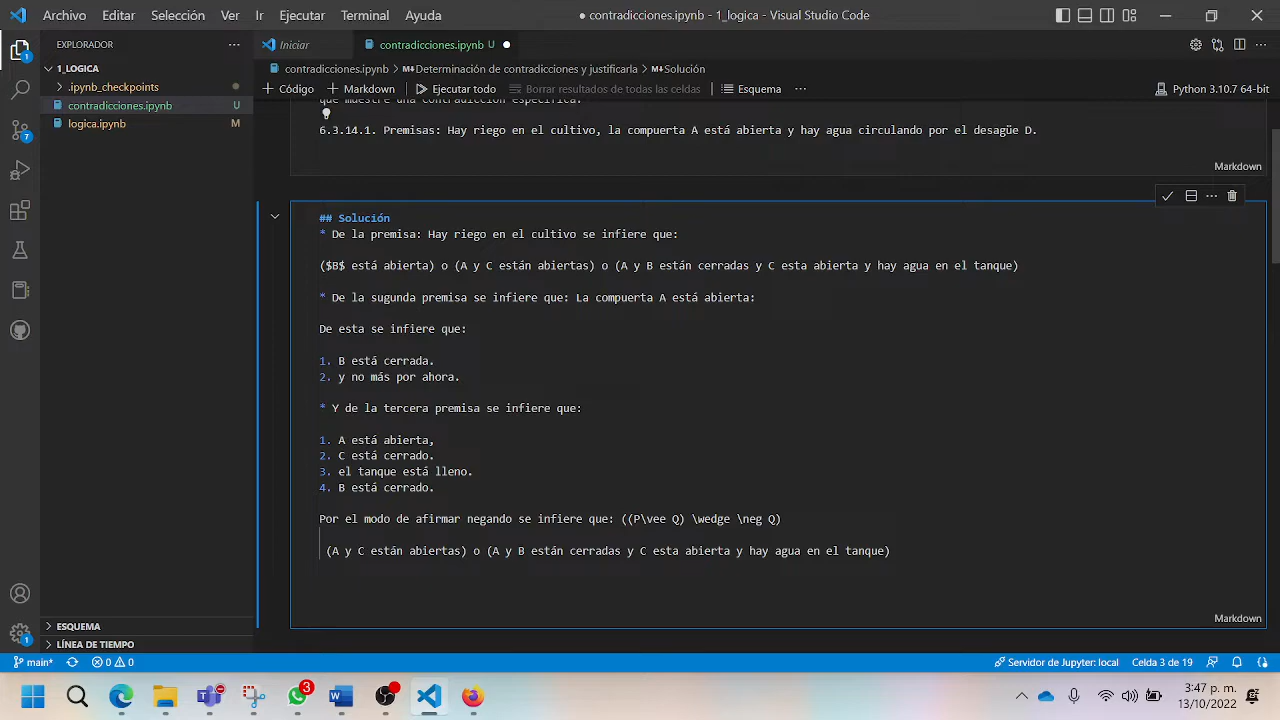 Archivo Editar Selección Ver Ir Ejecutar Terminal Ayuda
● contradicciones.ipynb - 1_logica - Visual Studio Code
EXPLORADOR
Iniciar
contradicciones.ipynb U
1_LOGICA
contradicciones.ipynb > Determinación de contradicciones y justificarla > Solución
.ipynb_checkpoints
+ Código + Markdown Ejecutar todo Borrar resultados de todas las celdas Esquema ···
Python 3.10.7 64-bit
contradicciones.ipynb U
logica.ipynb M
que muestre una contradicción específica.
6.3.14.1. Premisas: Hay riego en el cultivo, la compuerta A está abierta y hay agua circulando por el desagüe D.
Markdown
## Solución
* De la premisa: Hay riego en el cultivo se infiere que:
($B$ está abierta) o (A y C están abiertas) o (A y B están cerradas y C esta abierta y hay agua en el tanque)
* De la sugunda premisa se infiere que: La compuerta A está abierta:
De esta se infiere que:
1. B está cerrada.
2. y no más por ahora.
* Y de la tercera premisa se infiere que:
1. A está abierta,
2. C está cerrado.
3. el tanque está lleno.
4. B está cerrado.
Por el modo de afirmar negando se infiere que: ((P\vee Q) \wedge \neg Q)
(A y C están abiertas) o (A y B están cerradas y C esta abierta y hay agua en el tanque)
Markdown
ESQUEMA
LÍNEA DE TIEMPO
main* 0 0
Servidor de Jupyter: local Celda 3 de 19
1
7
1
3
3:47 p. m.
13/10/2022